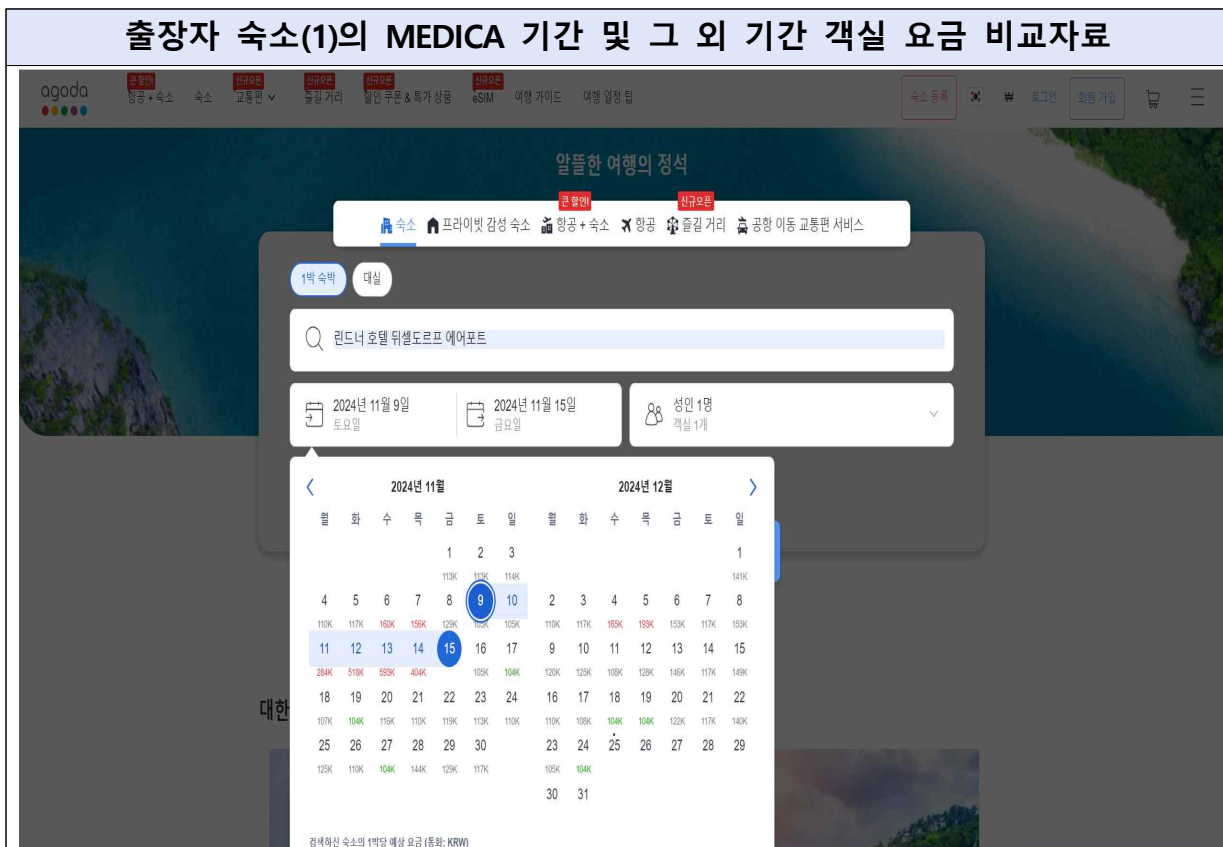 출장자 숙소(1)의 MEDICA 기간 및 그 외 기간 객실 요금 비교자료
agoda 큰 할인! 항공 + 숙소 숙소 신규오픈 교통편 신규오픈 즐길 거리 신규오픈 할인 쿠폰 & 특가 상품 신규오픈 eSIM 여행 가이드 여행 일정 팁 숙소 등록 ₩ 로그인 회원 가입
알뜰한 여행의 정석
큰 할인! 신규오픈
숙소 프라이빗 감성 숙소 항공 + 숙소 항공 즐길 거리 공항 이동 교통편 서비스
1박 숙박 대실
린드너 호텔 뒤셀도르프 에어포트
2024년 11월 9일 2024년 11월 15일 성인 1명
토요일 금요일 객실 1개
2024년 11월 2024년 12월
월 화 수 목 금 토 일 월 화 수 목 금 토 일
1 2 3 1
113K 113K 114K 141K
4 5 6 7 8 9 10 2 3 4 5 6 7 8
110K 117K 160K 156K 129K 105K 105K 110K 117K 165K 193K 153K 117K 153K
11 12 13 14 15 16 17 9 10 11 12 13 14 15
284K 518K 593K 404K 105K 104K 120K 125K 108K 128K 146K 117K 149K
18 19 20 21 22 23 24 16 17 18 19 20 21 22
107K 104K 116K 110K 119K 113K 110K 110K 108K 104K 104K 122K 117K 140K
대한
25 26 27 28 29 30 23 24 25 26 27 28 29
125K 110K 104K 144K 129K 117K 105K 104K
30 31
검색하신 숙소의 1박당 예상 요금 (통화: KRW)